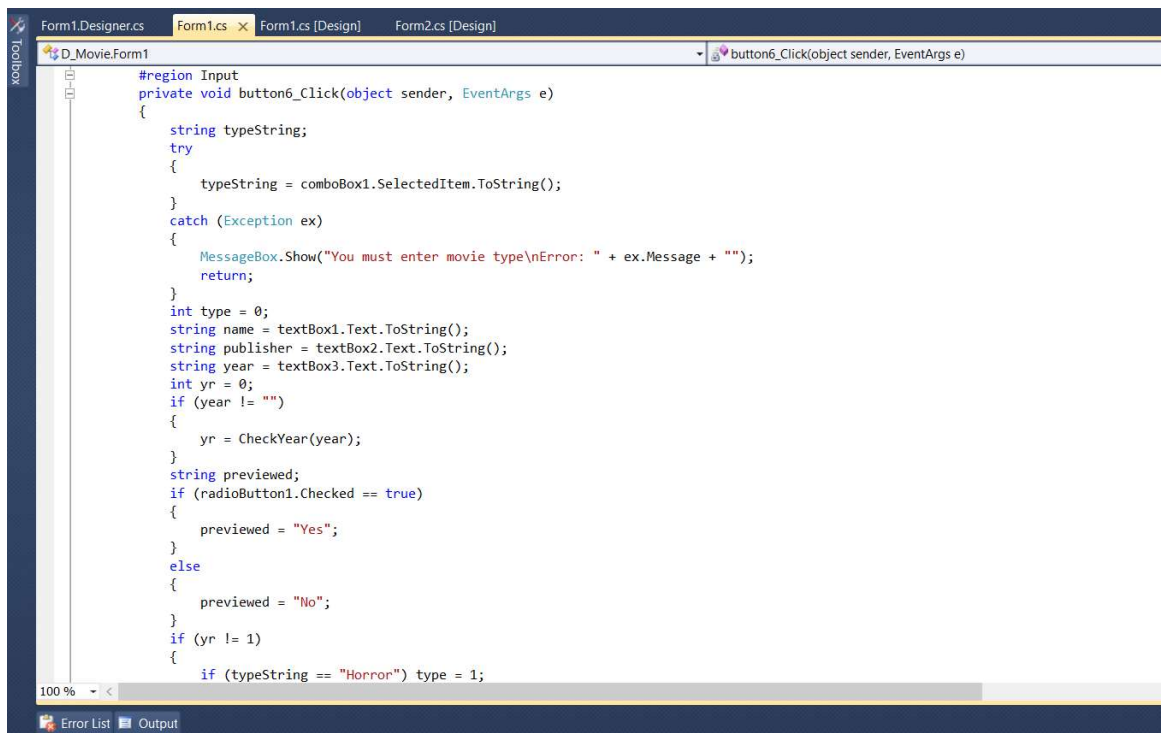 Form1.Designer.cs Form1.cs Form1.cs [Design] Form2.cs [Design]
Toolbox
D_Movie.Form1 button6_Click(object sender, EventArgs e)
#region Input
private void button6_Click(object sender, EventArgs e)
{
string typeString;
try
{
typeString = comboBox1.SelectedItem.ToString();
}
catch (Exception ex)
{
MessageBox.Show("You must enter movie type\nError: " + ex.Message + "");
return;
}
int type = 0;
string name = textBox1.Text.ToString();
string publisher = textBox2.Text.ToString();
string year = textBox3.Text.ToString();
int yr = 0;
if (year != "")
{
yr = CheckYear(year);
}
string previewed;
if (radioButton1.Checked == true)
{
previewed = "Yes";
}
else
{
previewed = "No";
}
if (yr != 1)
{
if (typeString == "Horror") type = 1;
100 %
Error List Output